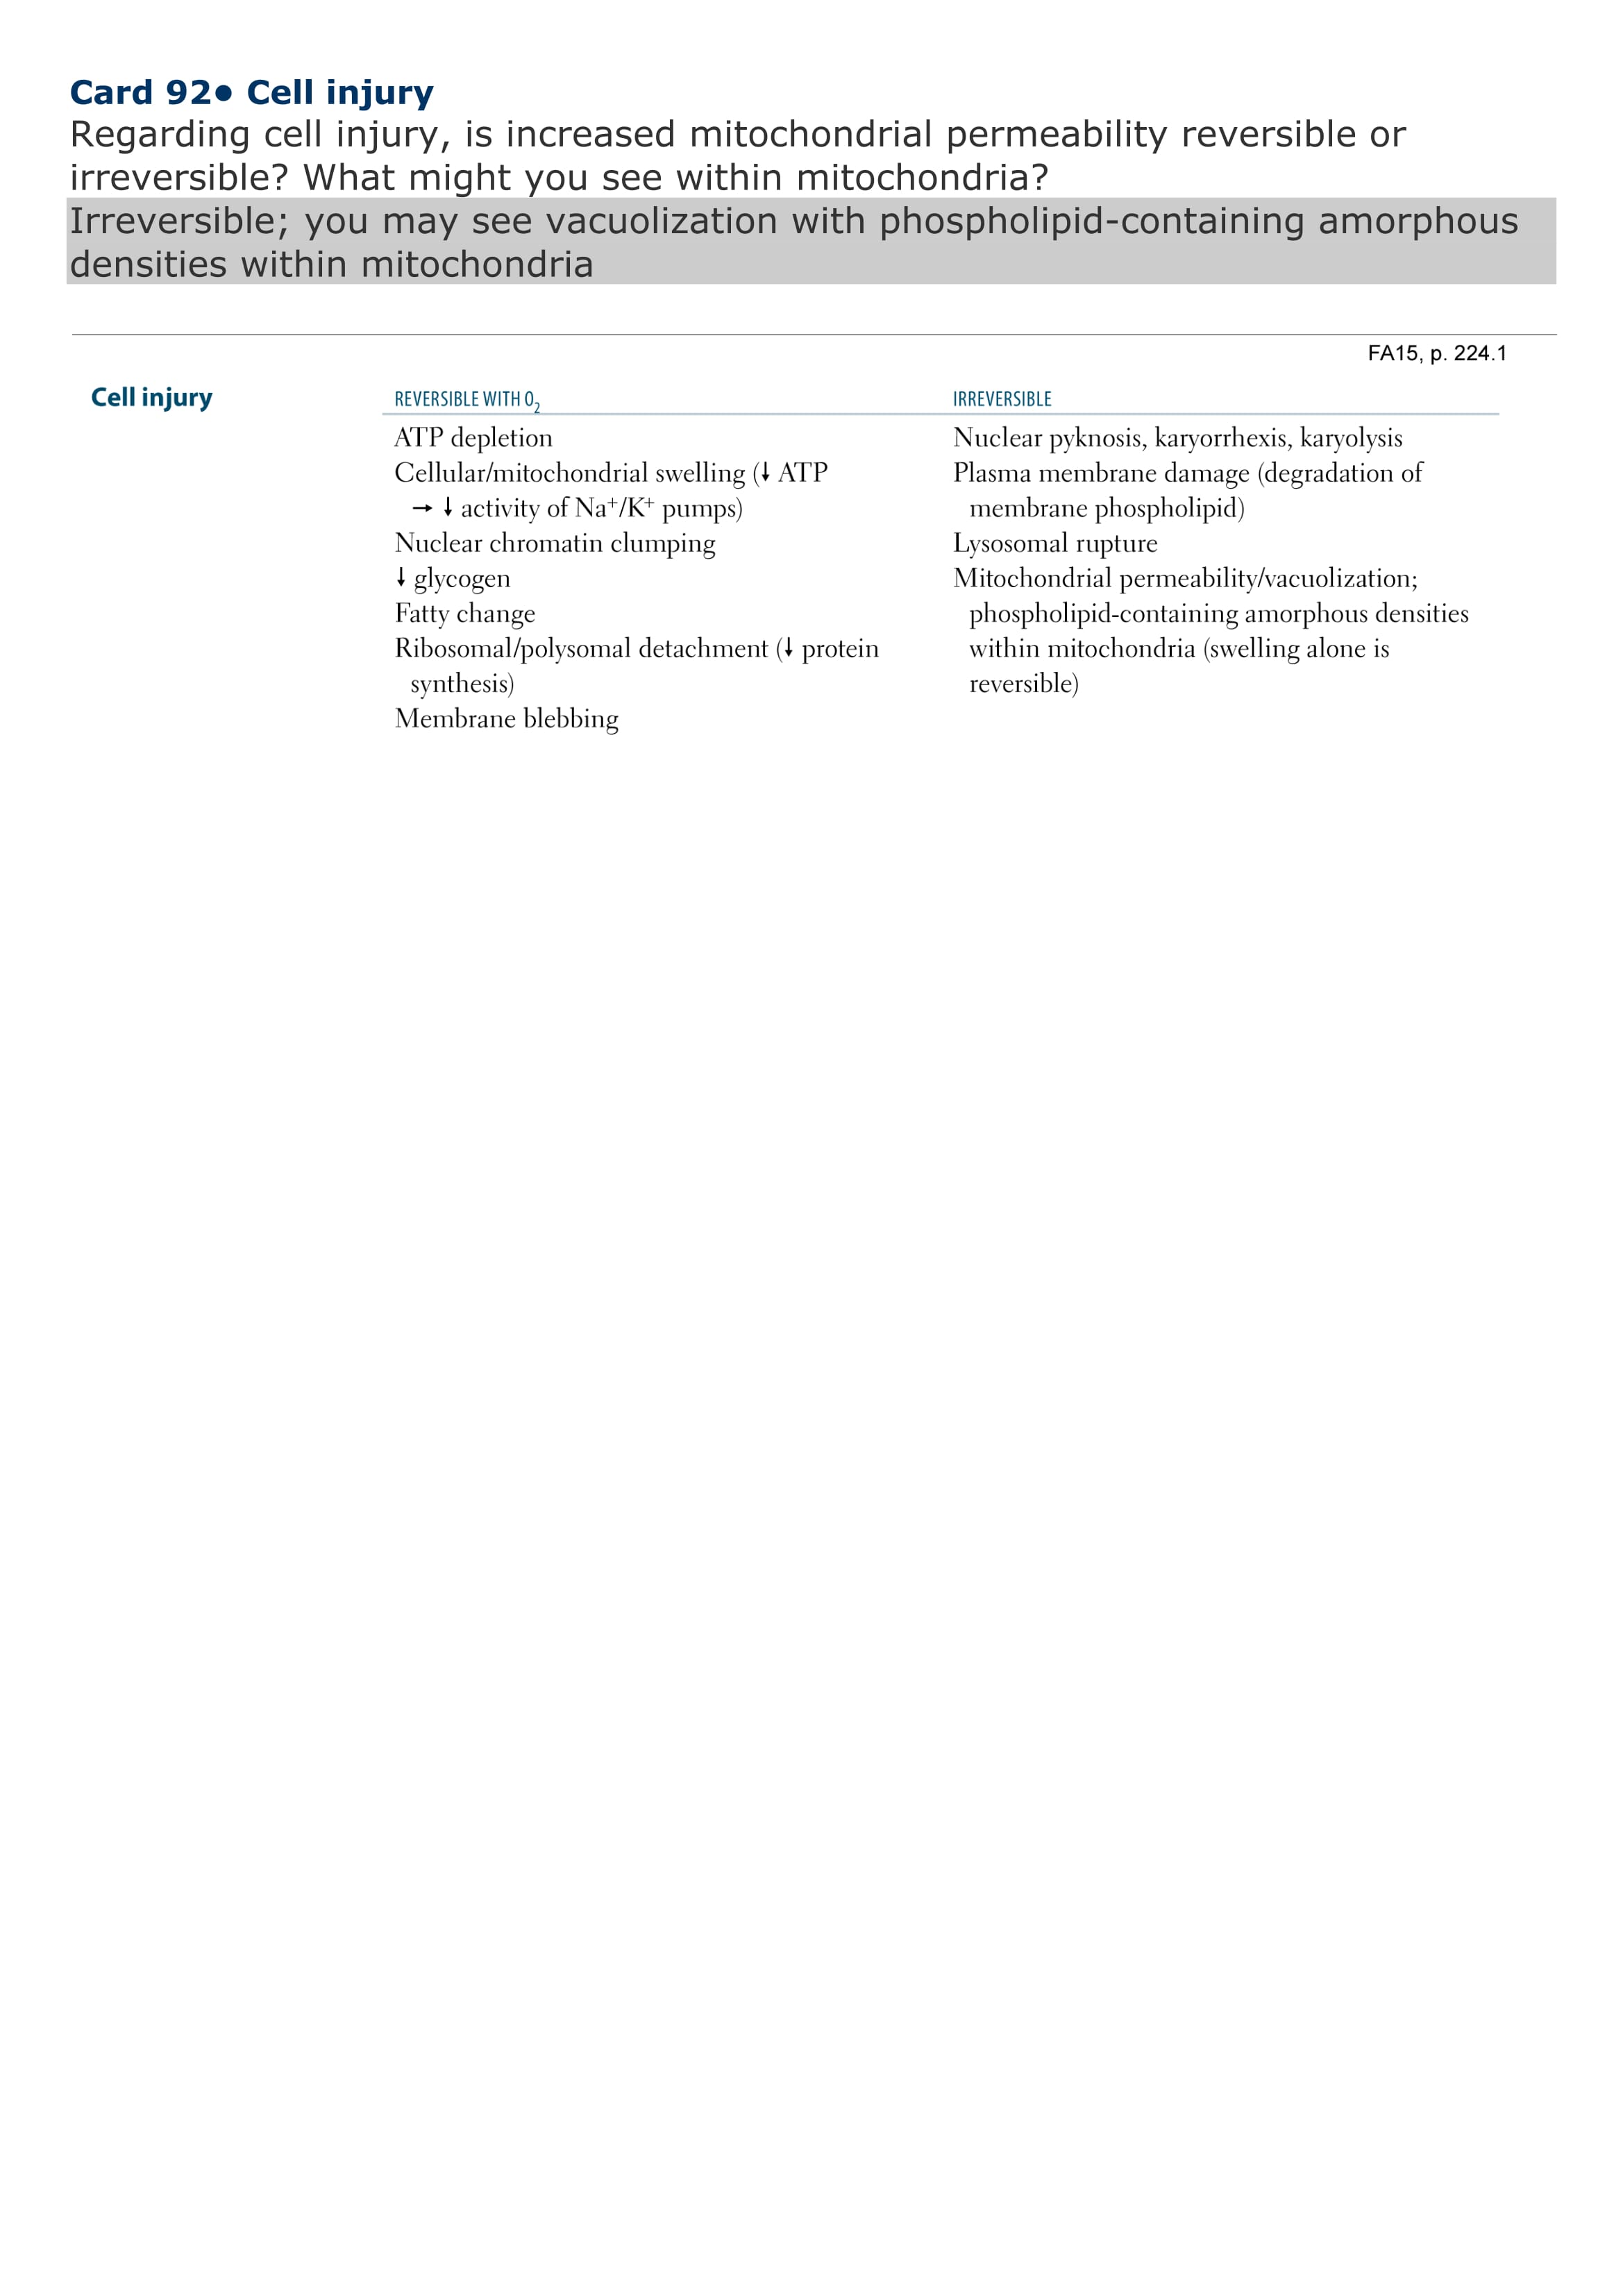 Card 92● Cell injury
Regarding cell injury, is increased mitochondrial permeability reversible or
irreversible? What might you see within mitochondria?
Irreversible; you may see vacuolization with phospholipid-containing amorphous
densities within mitochondria
FA15, p. 224.1
Cell injury
REVERSIBLE WITH O₂
ATP depletion
Cellular/mitochondrial swelling (↓ ATP
→ ↓ activity of Na⁺/K⁺ pumps)
Nuclear chromatin clumping
↓ glycogen
Fatty change
Ribosomal/polysomal detachment (↓ protein
synthesis)
Membrane blebbing
IRREVERSIBLE
Nuclear pyknosis, karyorrhexis, karyolysis
Plasma membrane damage (degradation of
membrane phospholipid)
Lysosomal rupture
Mitochondrial permeability/vacuolization;
phospholipid-containing amorphous densities
within mitochondria (swelling alone is
reversible)